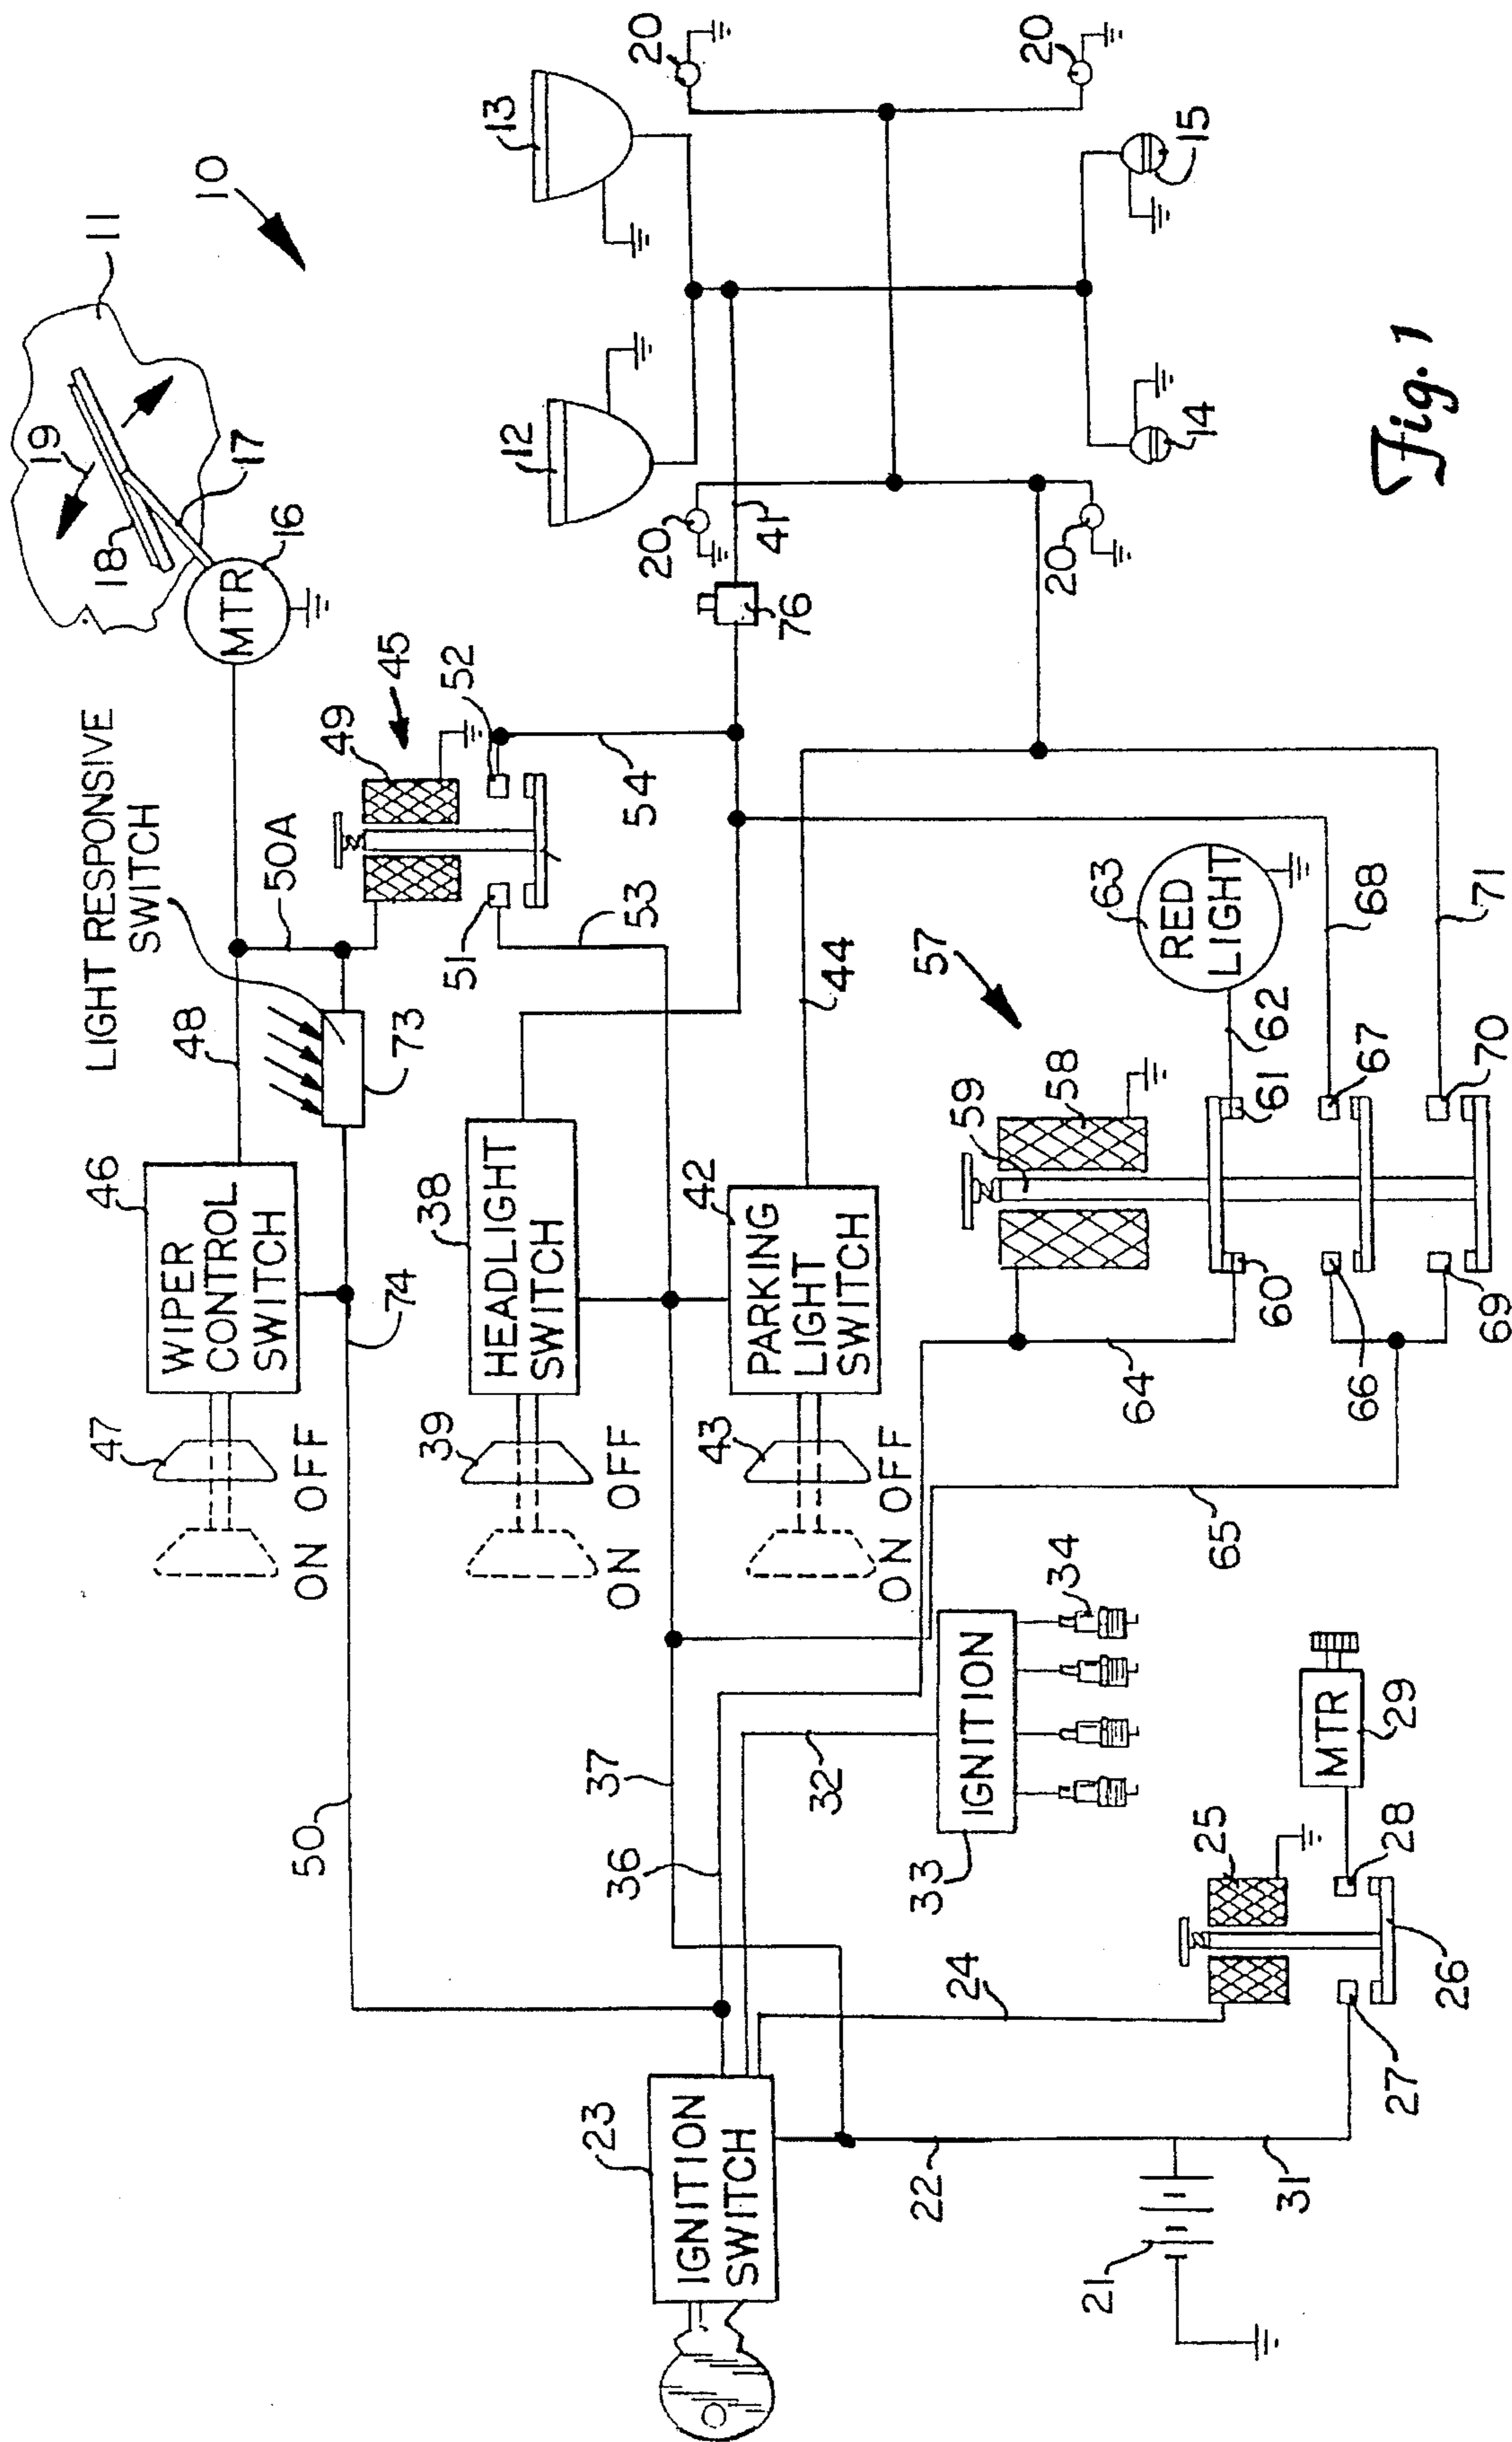 10
11
19
18
17
16
MTR
LIGHT RESPONSIVE
SWITCH
50A
48
73
46
WIPER
CONTROL
SWITCH
74
47
ON OFF
50
49
45
52
51
53
54
13
12
20
20
20
20
41
76
15
14
38
HEADLIGHT
SWITCH
39
ON OFF
42
PARKING
LIGHT
SWITCH
43
ON OFF
44
37
36
32
57
59
58
63
RED
LIGHT
62
61
60
64
67
68
66
65
70
71
69
IGNITION
33
34
23
IGNITION
SWITCH
22
24
25
26
27
28
MTR
29
21
31
Fig. 1